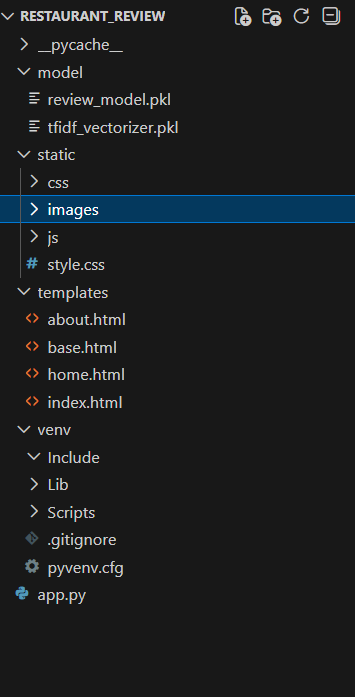 RESTAURANT_REVIEW
__pycache__
model
review_model.pkl
tfidf_vectorizer.pkl
static
css
images
js
style.css
templates
about.html
base.html
home.html
index.html
venv
Include
Lib
Scripts
.gitignore
pyvenv.cfg
app.py